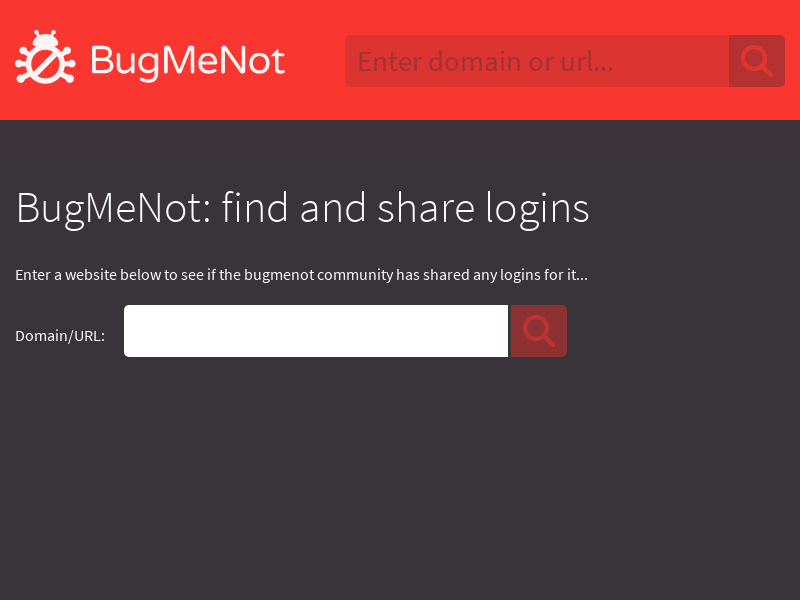 BugMeNot
Enter domain or url...
BugMeNot: find and share logins
Enter a website below to see if the bugmenot community has shared any logins for it...
Domain/URL: